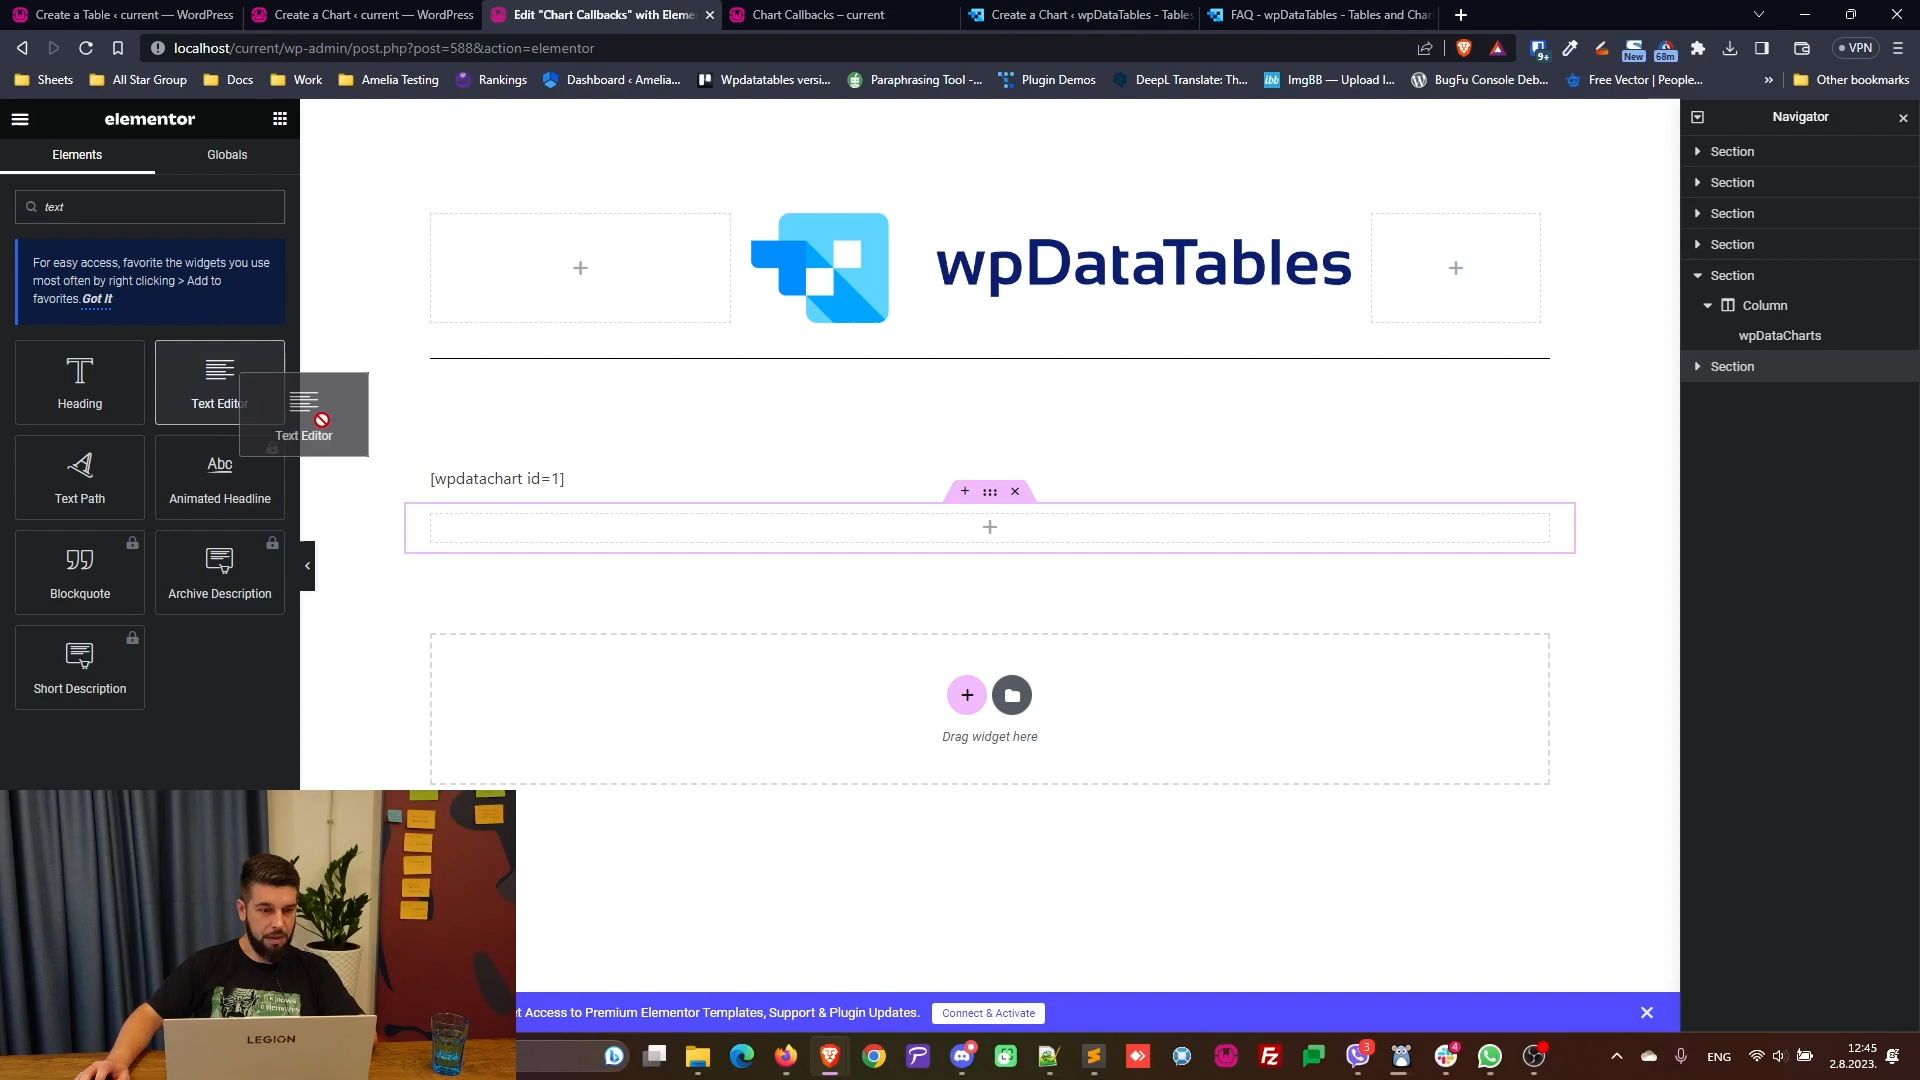 Create a Table ‹ current — WordPress
Create a Chart ‹ current — WordPress
Edit "Chart Callbacks" with Eleme
Chart Callbacks – current
Create a Chart ‹ wpDataTables - Tables
FAQ - wpDataTables - Tables and Char
localhost/current/wp-admin/post.php?post=588&action=elementor
9+
New
68m
VPN
Sheets
All Star Group
Docs
Work
Amelia Testing
Rankings
Dashboard ‹ Amelia...
Wpdatatables versi...
Paraphrasing Tool -...
Plugin Demos
DeepL Translate: Th...
ibb
ImgBB — Upload I...
BugFu Console Deb...
Free Vector | People...
»
Other bookmarks
elementor
Elements
Globals
text
For easy access, favorite the widgets you use
most often by right clicking > Add to
favorites. Got It
Heading
Text Editor
Text Editor
Text Path
Abc
Animated Headline
Blockquote
Archive Description
Short Description
wpDataTables
[wpdatachart id=1]
Drag widget here
Navigator
Section
Section
Section
Section
Section
Column
wpDataCharts
Section
LEGION
et Access to Premium Elementor Templates, Support & Plugin Updates.
Connect & Activate
3
4
ENG
12:45
2.8.2023.